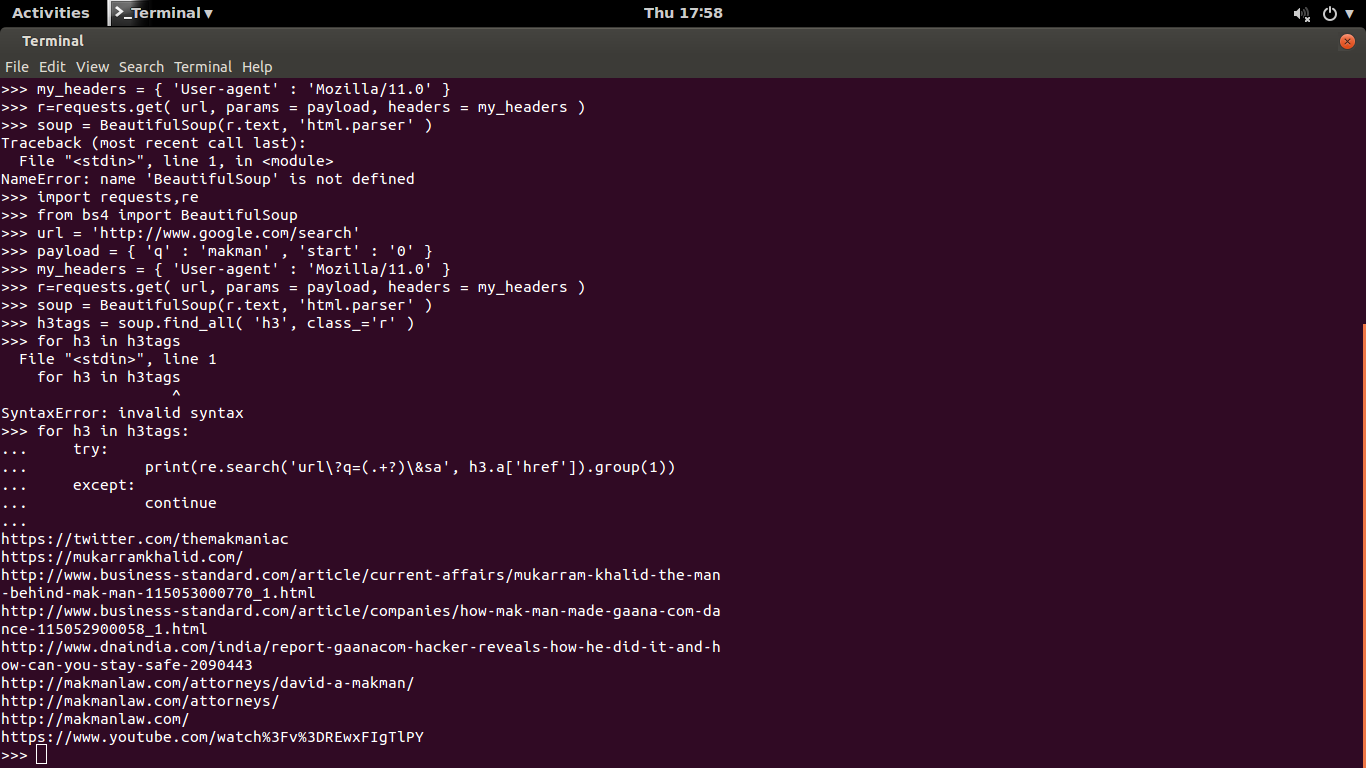 Activities >_Terminal ▾ Thu 17:58
Terminal
File Edit View Search Terminal Help
>>> my_headers = { 'User-agent' : 'Mozilla/11.0' }
>>> r=requests.get( url, params = payload, headers = my_headers )
>>> soup = BeautifulSoup(r.text, 'html.parser' )
Traceback (most recent call last):
  File "<stdin>", line 1, in <module>
NameError: name 'BeautifulSoup' is not defined
>>> import requests,re
>>> from bs4 import BeautifulSoup
>>> url = 'http://www.google.com/search'
>>> payload = { 'q' : 'makman' , 'start' : '0' }
>>> my_headers = { 'User-agent' : 'Mozilla/11.0' }
>>> r=requests.get( url, params = payload, headers = my_headers )
>>> soup = BeautifulSoup(r.text, 'html.parser' )
>>> h3tags = soup.find_all( 'h3', class_='r' )
>>> for h3 in h3tags
  File "<stdin>", line 1
    for h3 in h3tags
                   ^
SyntaxError: invalid syntax
>>> for h3 in h3tags:
...     try:
...             print(re.search('url\?q=(.+?)\&sa', h3.a['href']).group(1))
...     except:
...             continue
...
https://twitter.com/themakmaniac
https://mukarramkhalid.com/
http://www.business-standard.com/article/current-affairs/mukarram-khalid-the-man
-behind-mak-man-115053000770_1.html
http://www.business-standard.com/article/companies/how-mak-man-made-gaana-com-da
nce-115052900058_1.html
http://www.dnaindia.com/india/report-gaanacom-hacker-reveals-how-he-did-it-and-h
ow-can-you-stay-safe-2090443
http://makmanlaw.com/attorneys/david-a-makman/
http://makmanlaw.com/attorneys/
http://makmanlaw.com/
https://www.youtube.com/watch%3Fv%3DREwxFIgTlPY
>>>